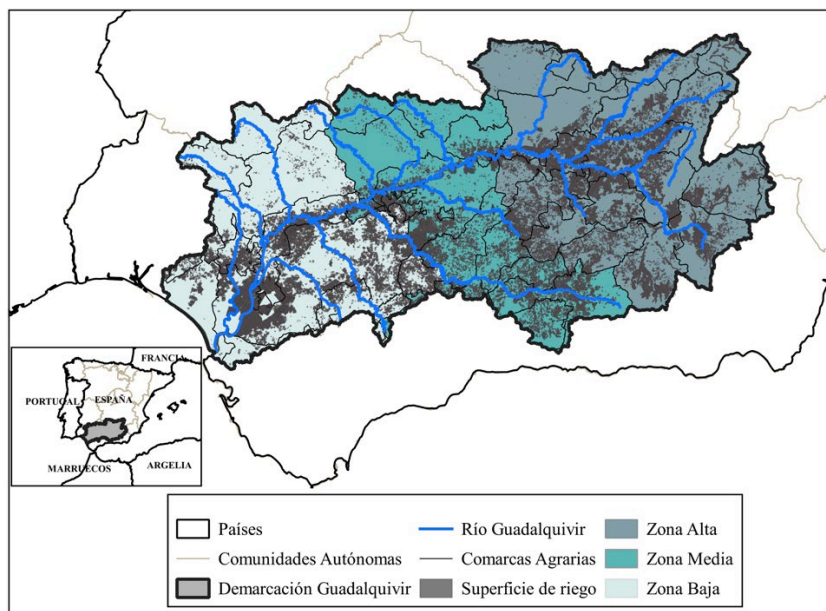 FRANCIA
PORTUGAL
ESPAÑA
MARRUECOS
ARGELIA
Países
Río Guadalquivir
Zona Alta
Comunidades Autónomas
Comarcas Agrarias
Zona Media
Demarcación Guadalquivir
Superficie de riego
Zona Baja